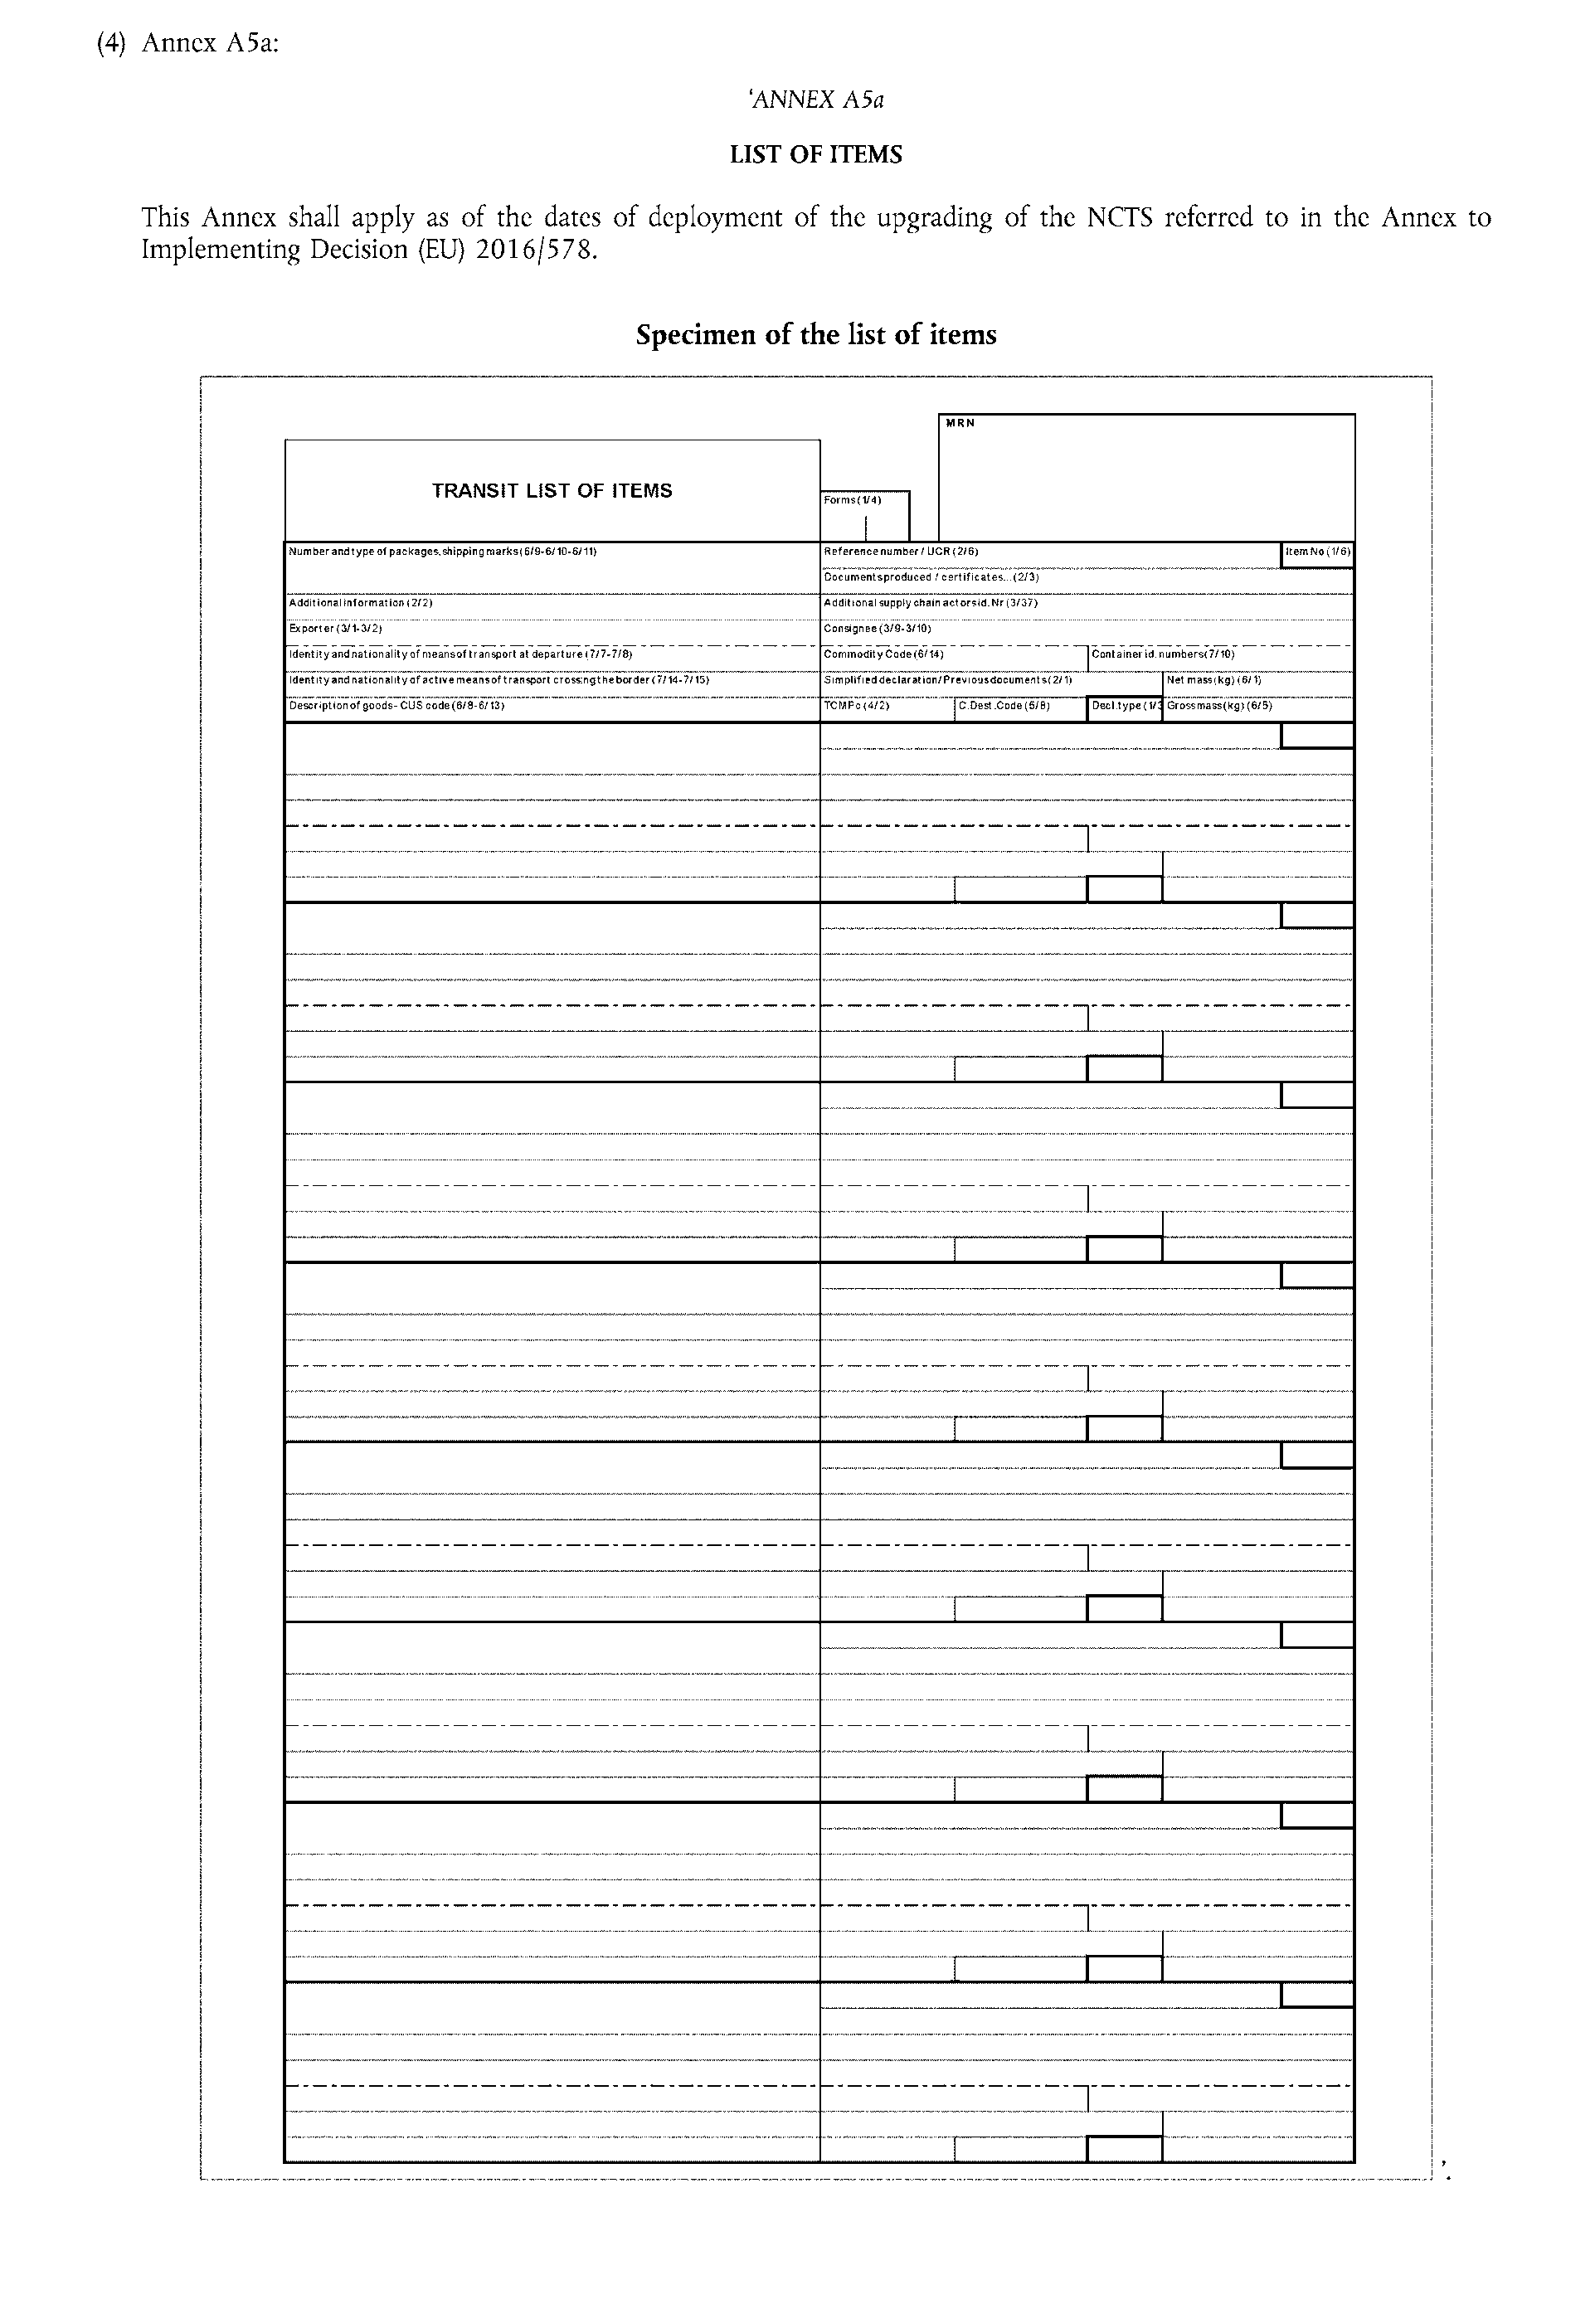 (4) Annex A5a:
‘ANNEX A5a
LIST OF ITEMS
This Annex shall apply as of the dates of deployment of the upgrading of the NCTS referred to in the Annex to
Implementing Decision (EU) 2016/578.
Specimen of the list of items
MRN
TRANSIT LIST OF ITEMS
Forms (1/4)
Number and type of packages, shipping marks (6/9-6/10-6/11)
Reference number / UCR (2/6)
Item No (1/6)
Documents produced / certificates... (2/3)
Additional information (2/2)
Additional supply chain actors id. Nr (3/37)
Exporter (3/1-3/2)
Consignee (3/9-3/10)
Identity and nationality of means of transport at departure (7/7-7/8)
Commodity Code (6/14)
Container id. numbers (7/10)
Identity and nationality of active means of transport crossing the border (7/14-7/15)
Simplified declaration/ Previous documents (2/1)
Net mass (kg) (6/1)
Description of goods - CUS code (6/8-6/13)
TCMPc (4/2)
C.Dest.Code (5/8)
Decl.type (1/3
Gross mass (kg) (6/5)
’.